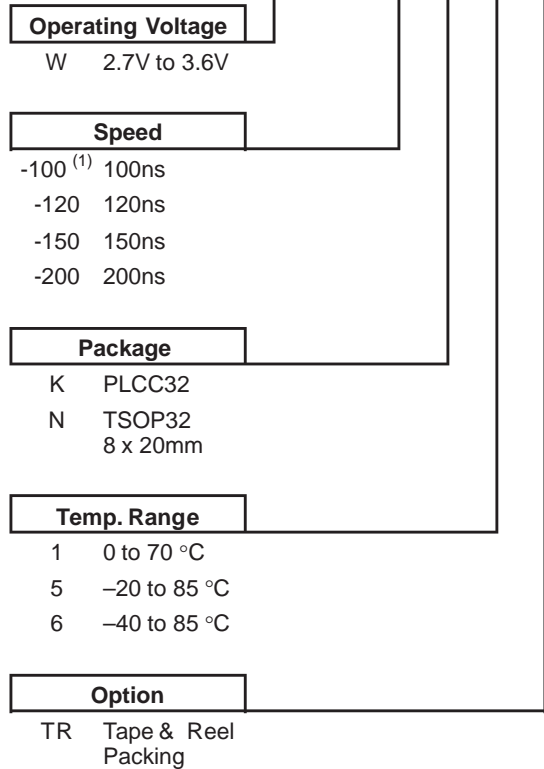 Operating Voltage
W 2.7V to 3.6V
Speed
-100 (1) 100ns
-120 120ns
-150 150ns
-200 200ns
Package
K PLCC32
N TSOP32
8 x 20mm
Temp. Range
1 0 to 70 °C
5 –20 to 85 °C
6 –40 to 85 °C
Option
TR Tape & Reel
Packing